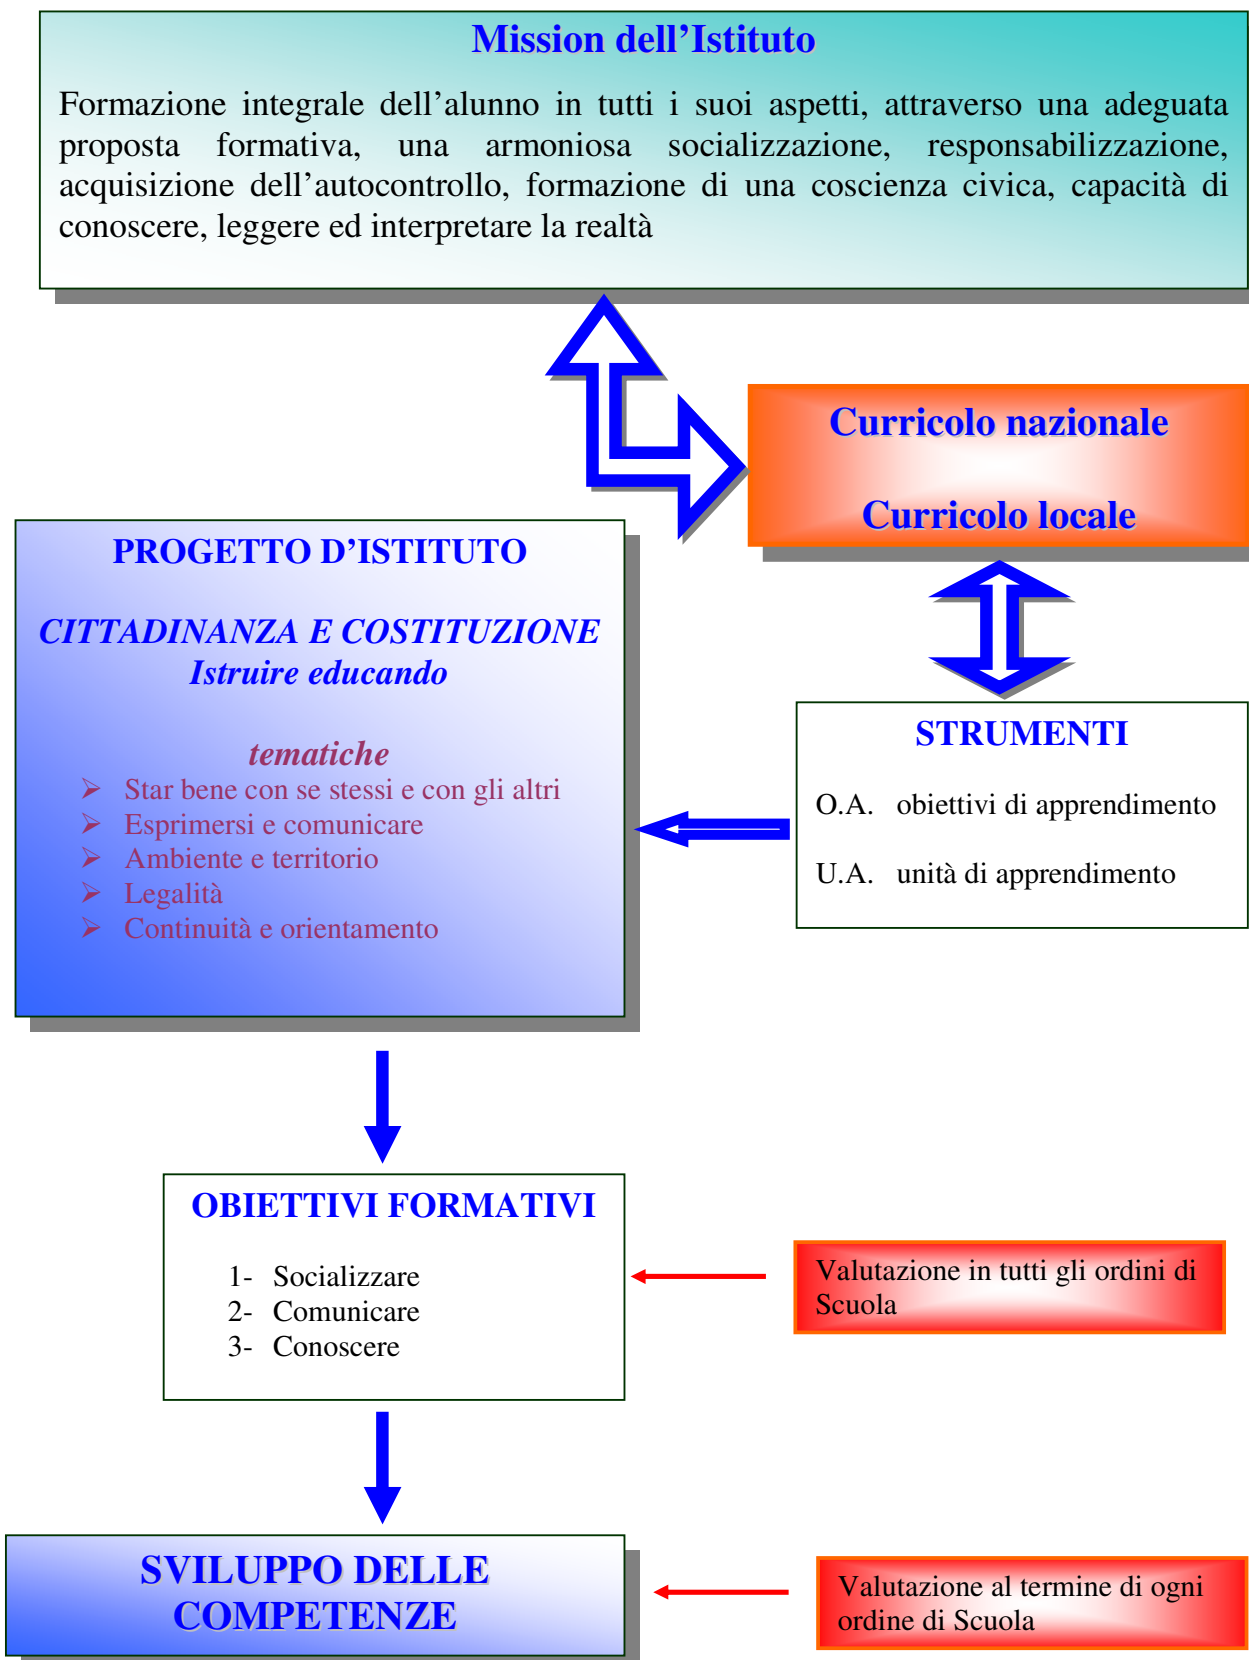 Mission dell'Istituto
Formazione integrale dell'alunno in tutti i suoi aspetti, attraverso una adeguata
proposta formativa, una armoniosa socializzazione, responsabilizzazione,
acquisizione dell'autocontrollo, formazione di una coscienza civica, capacità di
conoscere, leggere ed interpretare la realtà
Curricolo nazionale
Curricolo locale
PROGETTO D'ISTITUTO
CITTADINANZA E COSTITUZIONE
Istruire educando
tematiche
➢ Star bene con se stessi e con gli altri
➢ Esprimersi e comunicare
➢ Ambiente e territorio
➢ Legalità
➢ Continuità e orientamento
STRUMENTI
O.A. obiettivi di apprendimento
U.A. unità di apprendimento
OBIETTIVI FORMATIVI
1- Socializzare
2- Comunicare
3- Conoscere
Valutazione in tutti gli ordini di
Scuola
SVILUPPO DELLE
COMPETENZE
Valutazione al termine di ogni
ordine di Scuola